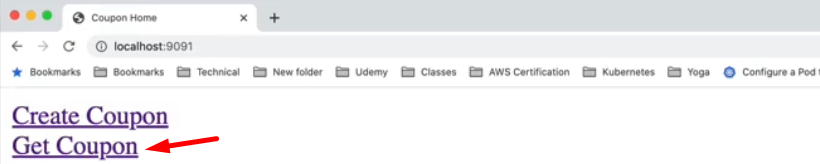 Coupon Home
localhost:9091
Bookmarks Bookmarks Technical New folder Udemy Classes AWS Certification Kubernetes Yoga Configure a Pod t
Create Coupon
Get Coupon